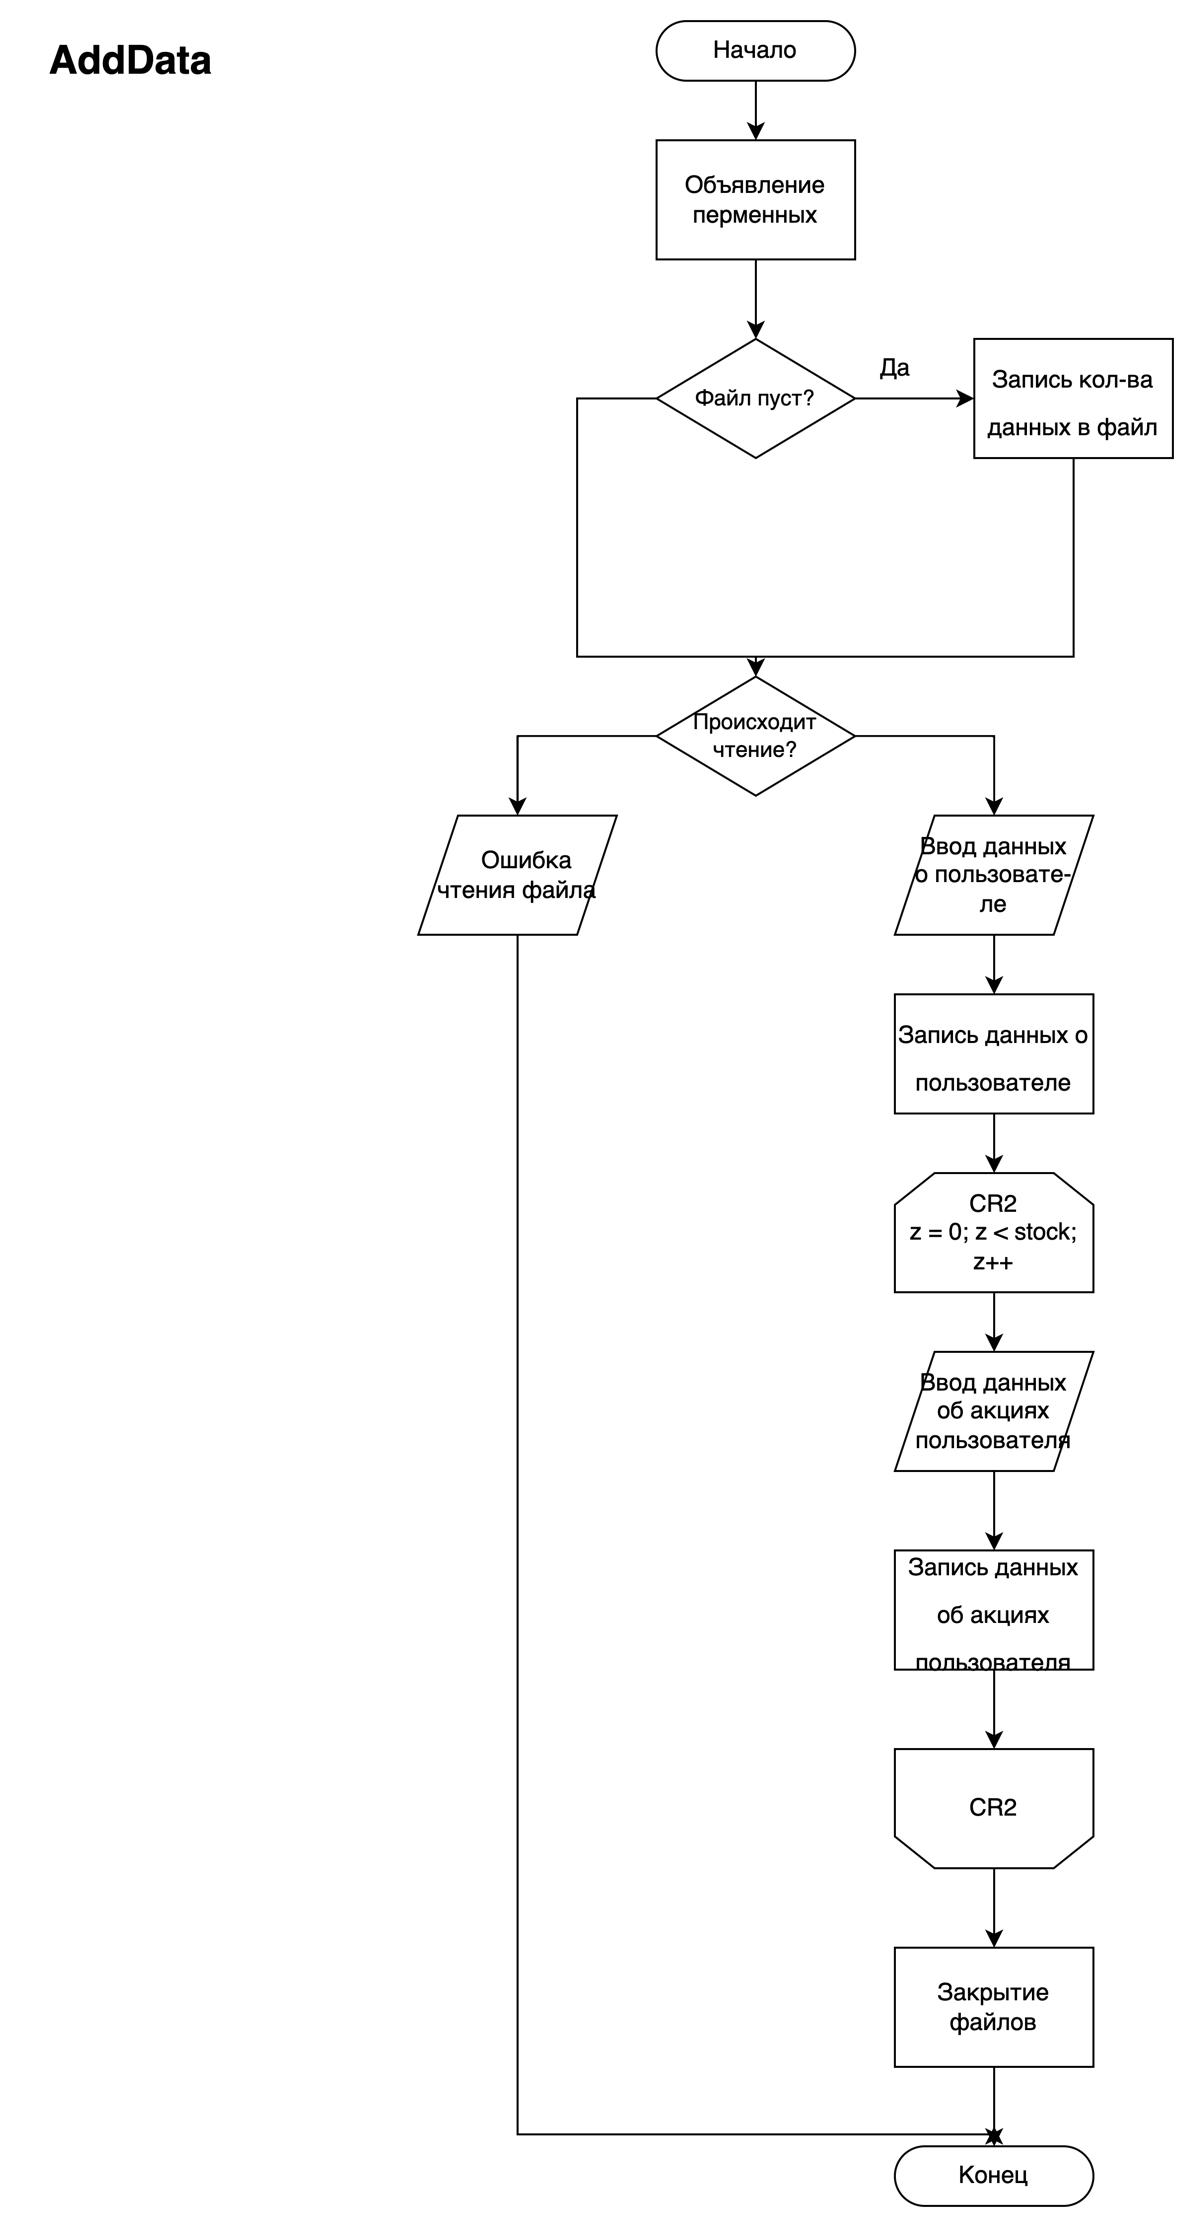 AddData
Начало
Объявление
перменных
Файл пуст?
Да
Запись кол-ва
данных в файл
Происходит
чтение?
Ошибка
чтения файла
Ввод данных
о пользовате-
ле
Запись данных о
пользователе
CR2
z = 0; z < stock;
z++
Ввод данных
об акциях
пользователя
Запись данных
об акциях
пользователя
CR2
Закрытие
файлов
Конец